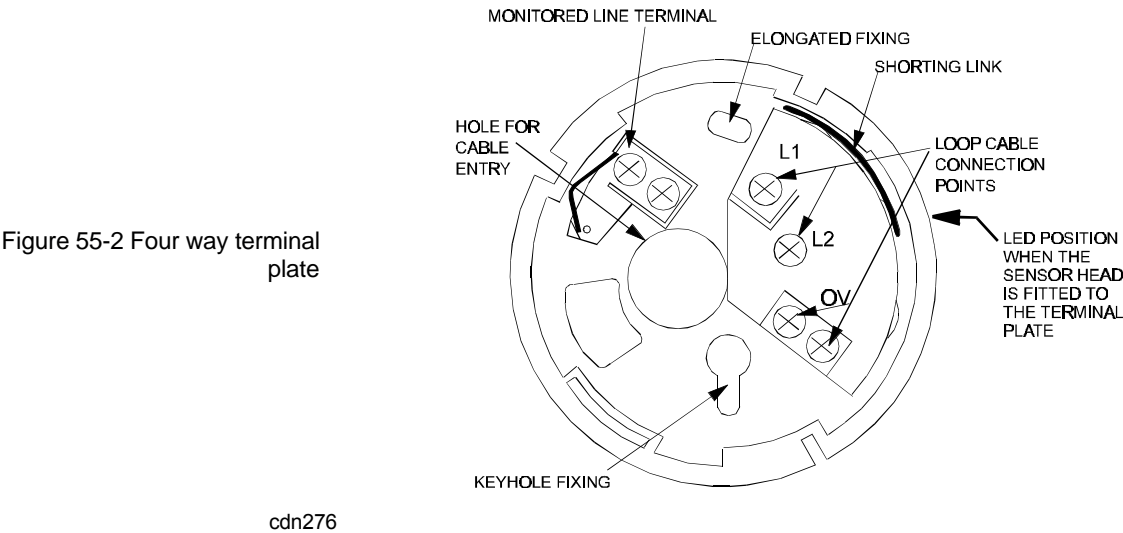 MONITORED LINE TERMINAL
ELONGATED FIXING
SHORTING LINK
HOLE FOR
CABLE
ENTRY
LOOP CABLE
CONNECTION
POINTS
L1
L2
OV
Figure 55-2 Four way terminal
plate
LED POSITION
WHEN THE
SENSOR HEAD
IS FITTED TO
THE TERMINAL
PLATE
KEYHOLE FIXING
cdn276